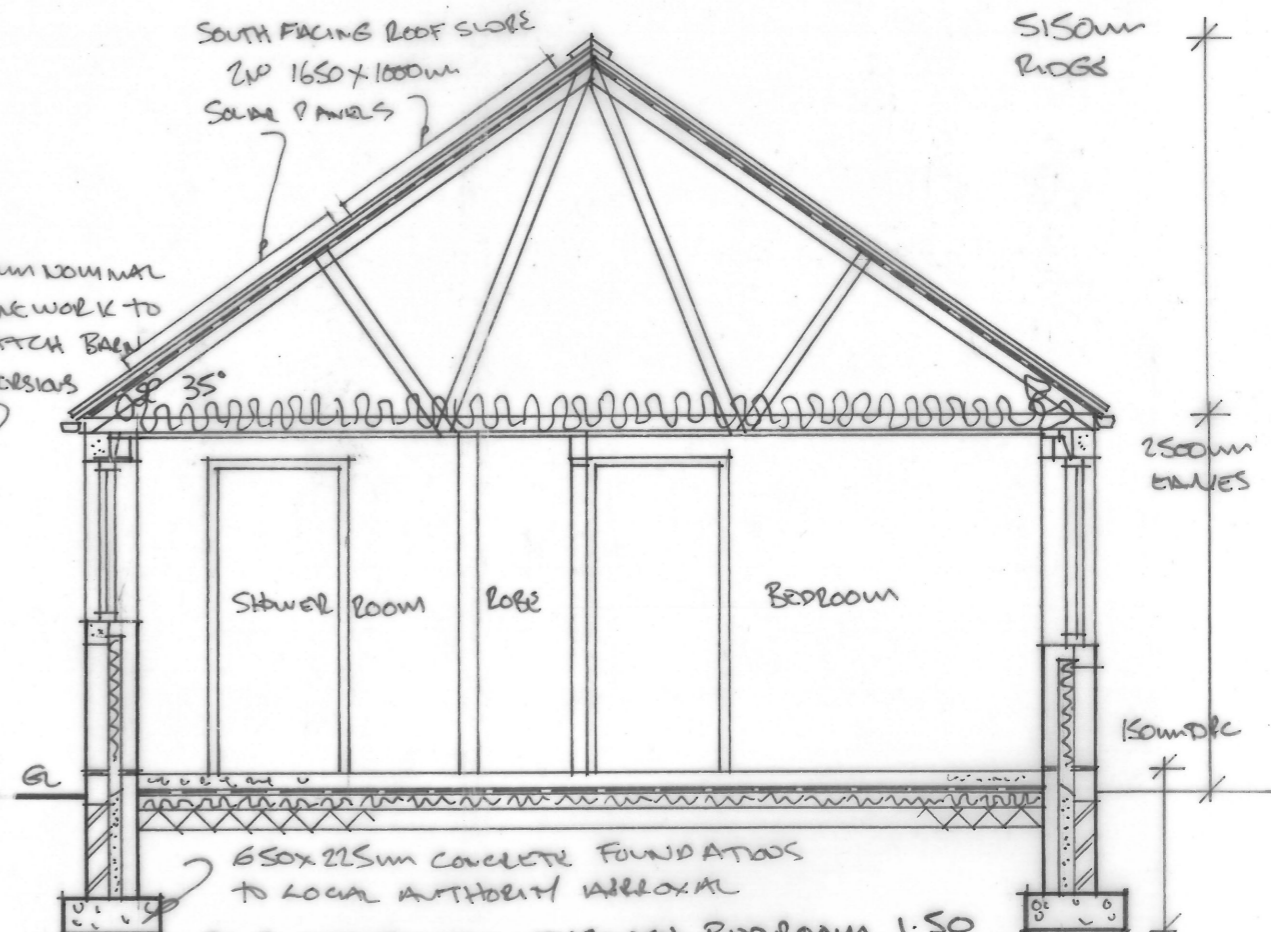 SOUTH FACING ROOF SLOPE
2NO 1650 X 1000mm
SOLAR PANELS
5150mm
RIDGE
NOMINAL
TO
BARN
35°
2500mm
EAVES
SHOWER ROOM
ROBE
BEDROOM
150mm DPC
GL
650 x 225mm CONCRETE FOUNDATIONS
TO LOCAL AUTHORITY APPROVAL
BEDROOM 1:50